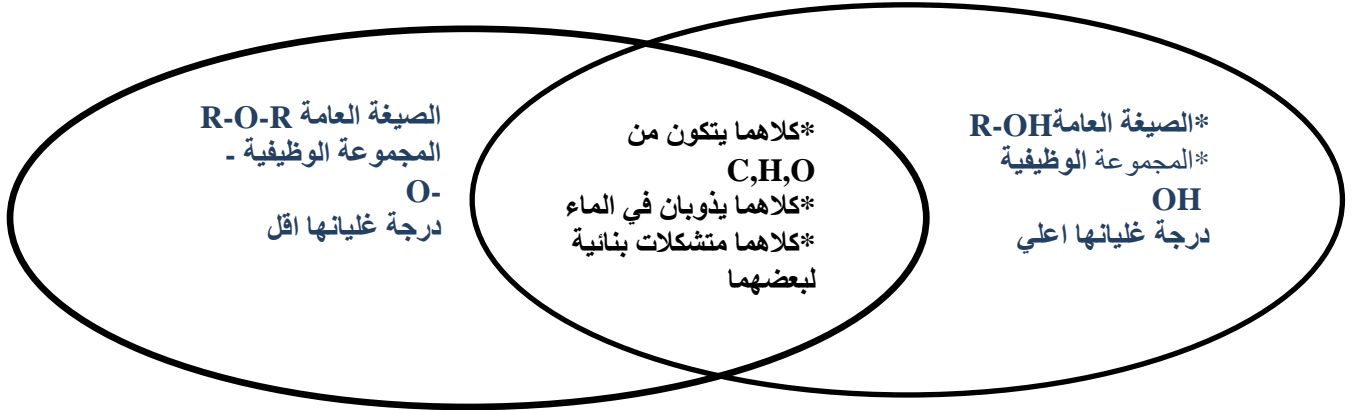 *الصيغة العامةR-OH
*المجموعة الوظيفية
OH
درجة غليانها اعلي
*كلاهما يتكون من
C,H,O
*كلاهما يذوبان في الماء
*كلاهما متشكلات بنائية
لبعضهما
الصيغة العامة R-O-R
المجموعة الوظيفية -
O-
درجة غليانها اقل